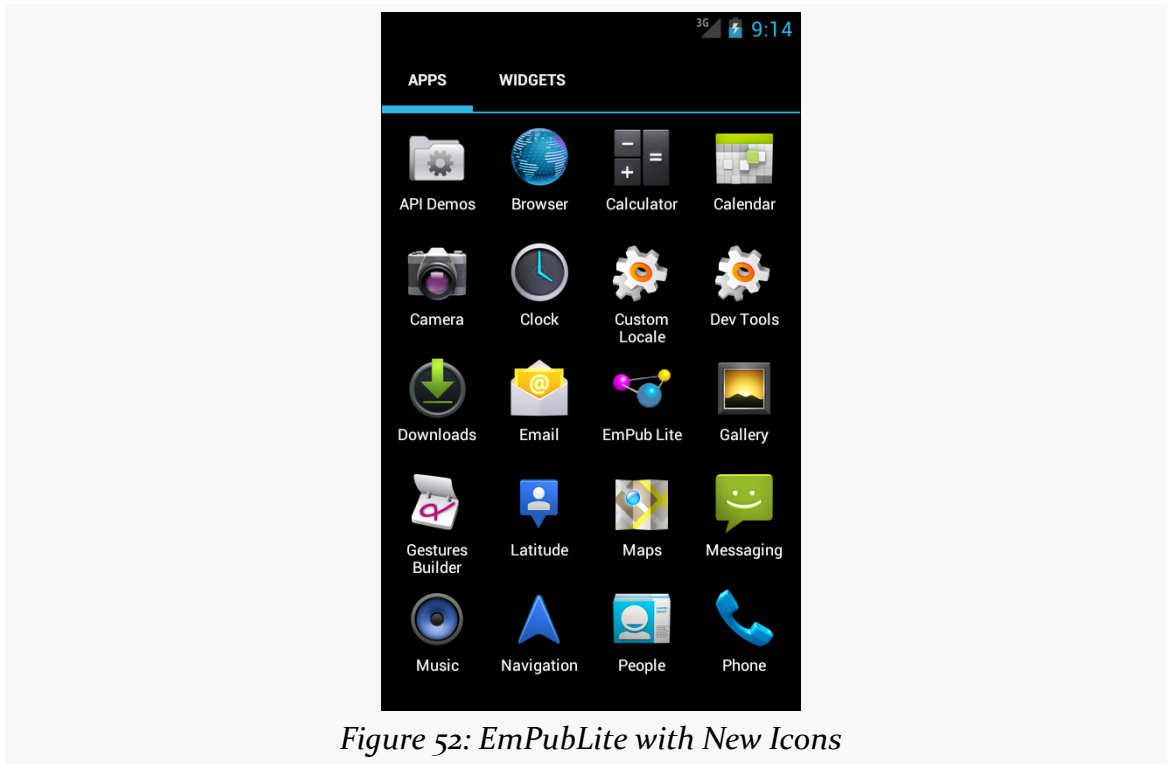 3G 9:14
APPS WIDGETS
API Demos Browser Calculator Calendar
Camera Clock Custom Locale Dev Tools
Downloads Email EmPub Lite Gallery
Gestures Builder Latitude Maps Messaging
Music Navigation People Phone
Figure 52: EmPubLite with New Icons